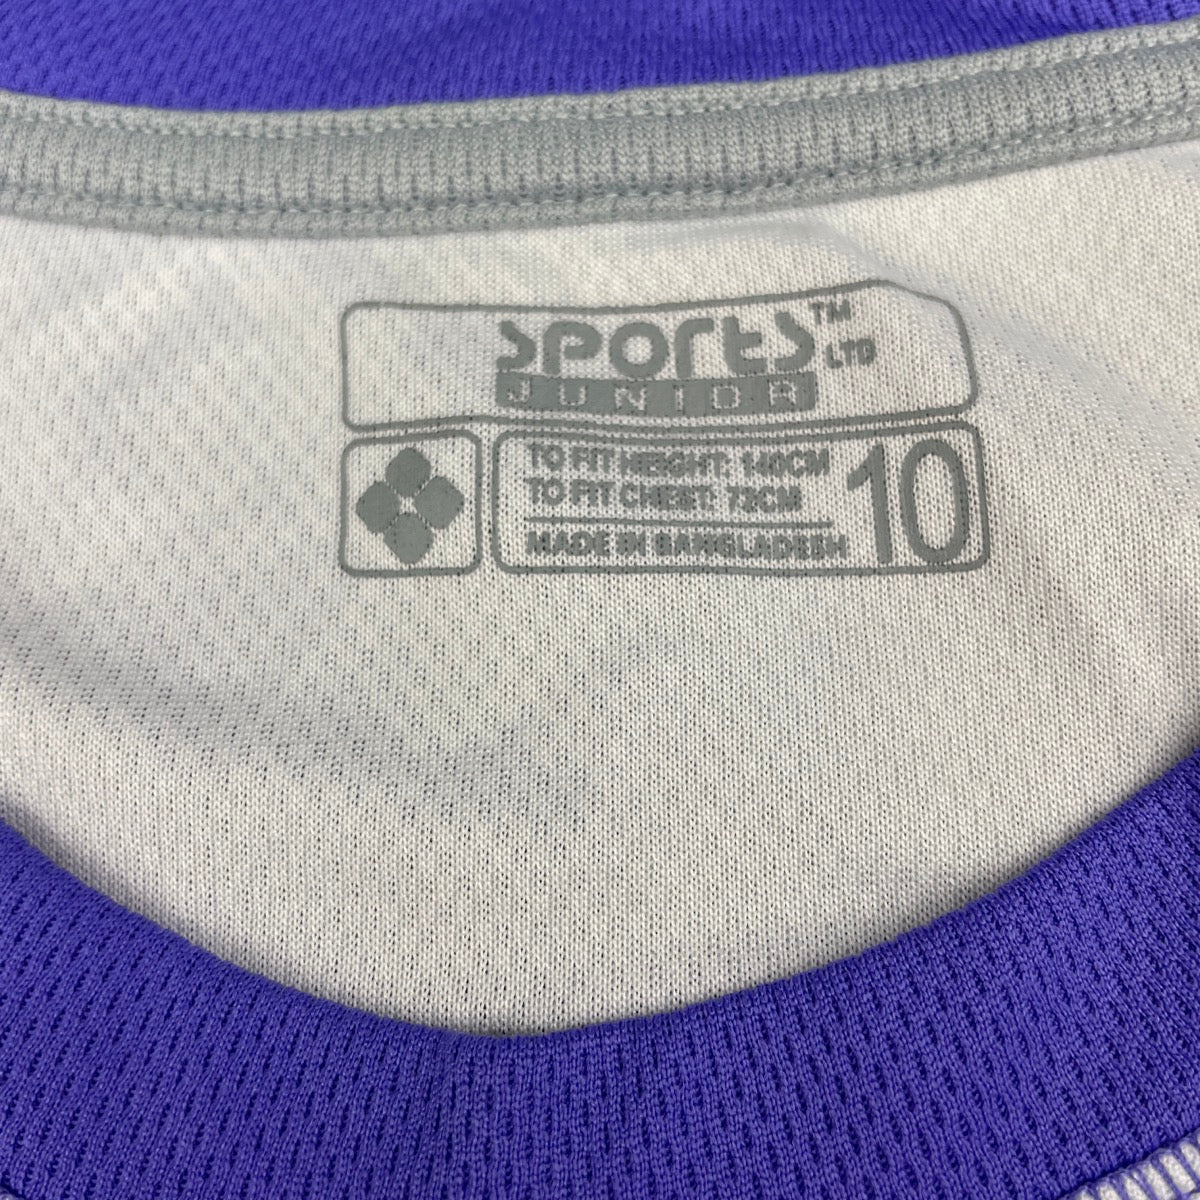 SPORTS™
LTD
JUNIOR
TO FIT HEIGHT: 140CM
TO FIT CHEST: 72CM
MADE IN BANGLADESH
10